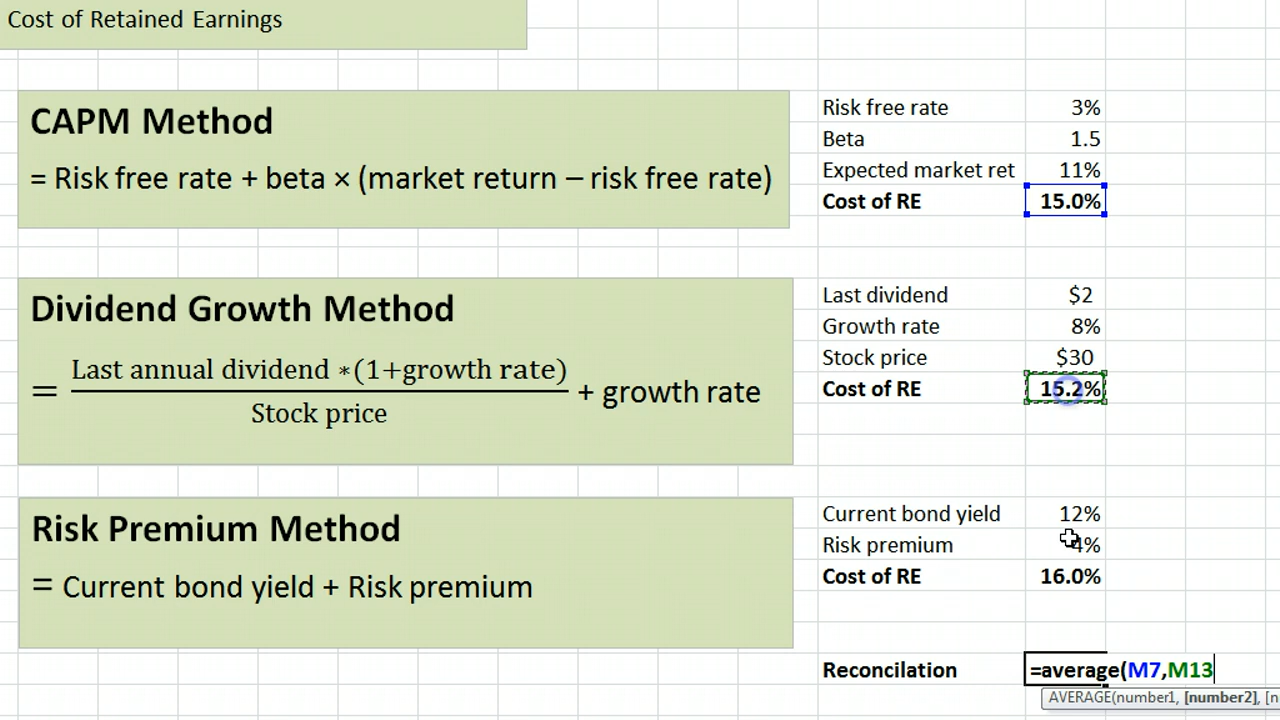 Cost of Retained Earnings
CAPM Method
= Risk free rate + beta × (market return – risk free rate)
Risk free rate 3%
Beta 1.5
Expected market ret 11%
Cost of RE 15.0%
Dividend Growth Method
= Last annual dividend *(1+growth rate)
Stock price
+ growth rate
Last dividend $2
Growth rate 8%
Stock price $30
Cost of RE 15.2%
Risk Premium Method
= Current bond yield + Risk premium
Current bond yield 12%
Risk premium 4%
Cost of RE 16.0%
Reconcilation =average(M7,M13
AVERAGE(number1, [number2], [n